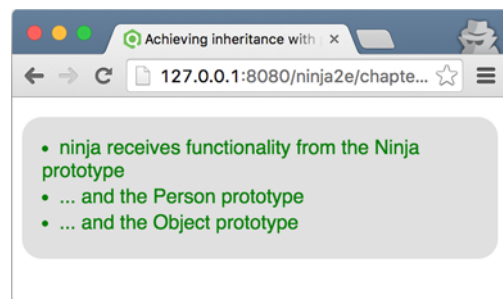 Achieving inheritance with
127.0.0.1:8080/ninja2e/chapte...
• ninja receives functionality from the Ninja
prototype
• ... and the Person prototype
• ... and the Object prototype